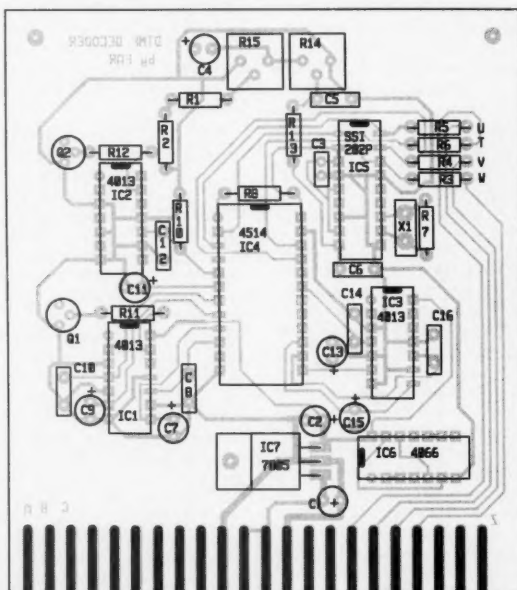 DTMF DECODER
BY EUR
+
C4
R15
R14
R1
C5
R2
R13
C3
SSI
202P
IC5
R5 U
R6 T
R4 V
R3 W
Q2
R12
4013
IC2
R8
4514
IC4
R10
C12
X1
R7
C6
C11 +
C14
IC3
4013
C16
Q1
R11
4013
IC1
C13
+
C10
C9
+
C8
C7
+
C2
+
C15
+
IC7
7805
IC6 4066
C
+
Z